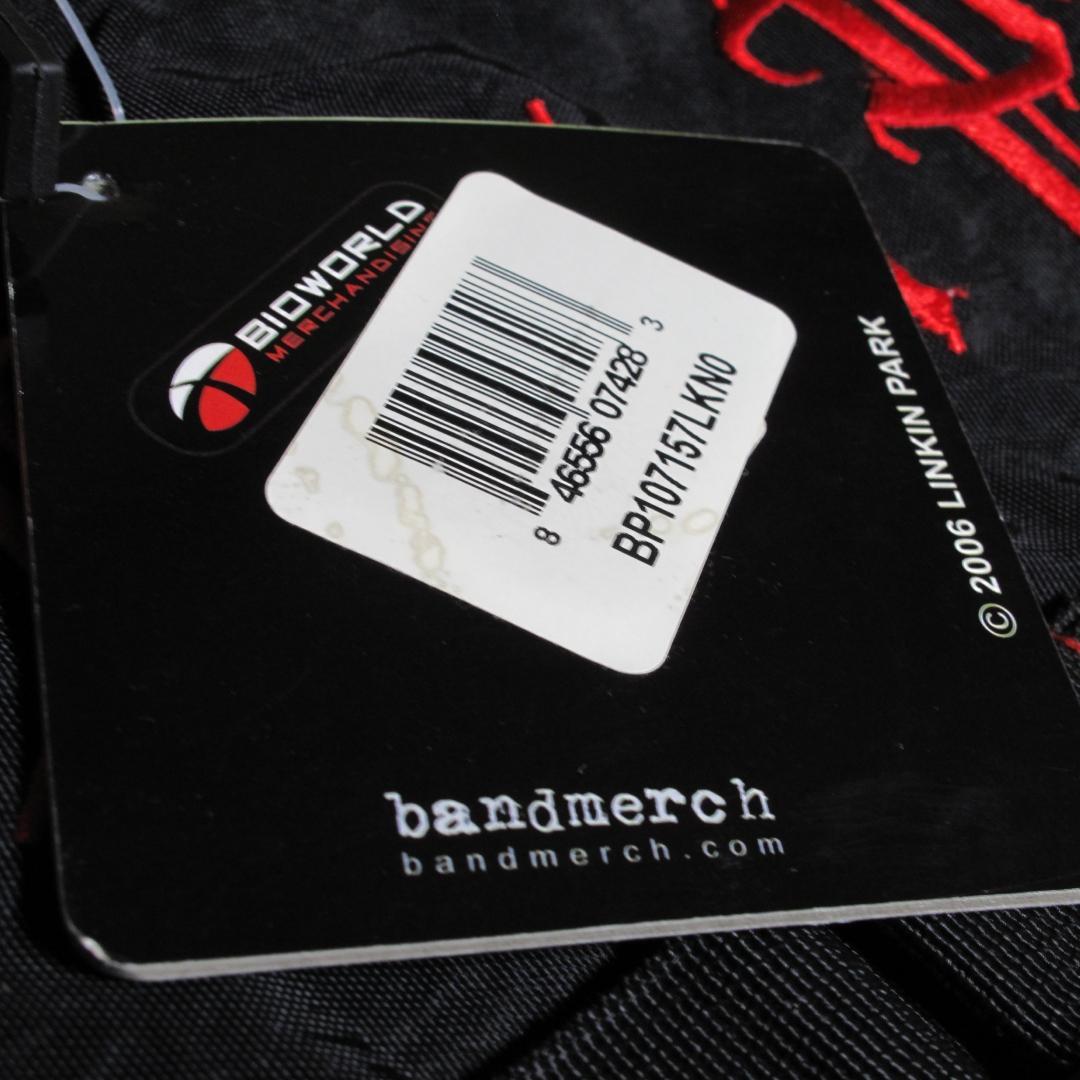 BIOWORLD
MERCHANDISING
8 46556 07428 3
BP107157LKN0
© 2006 LINKIN PARK
bandmerch
bandmerch.com